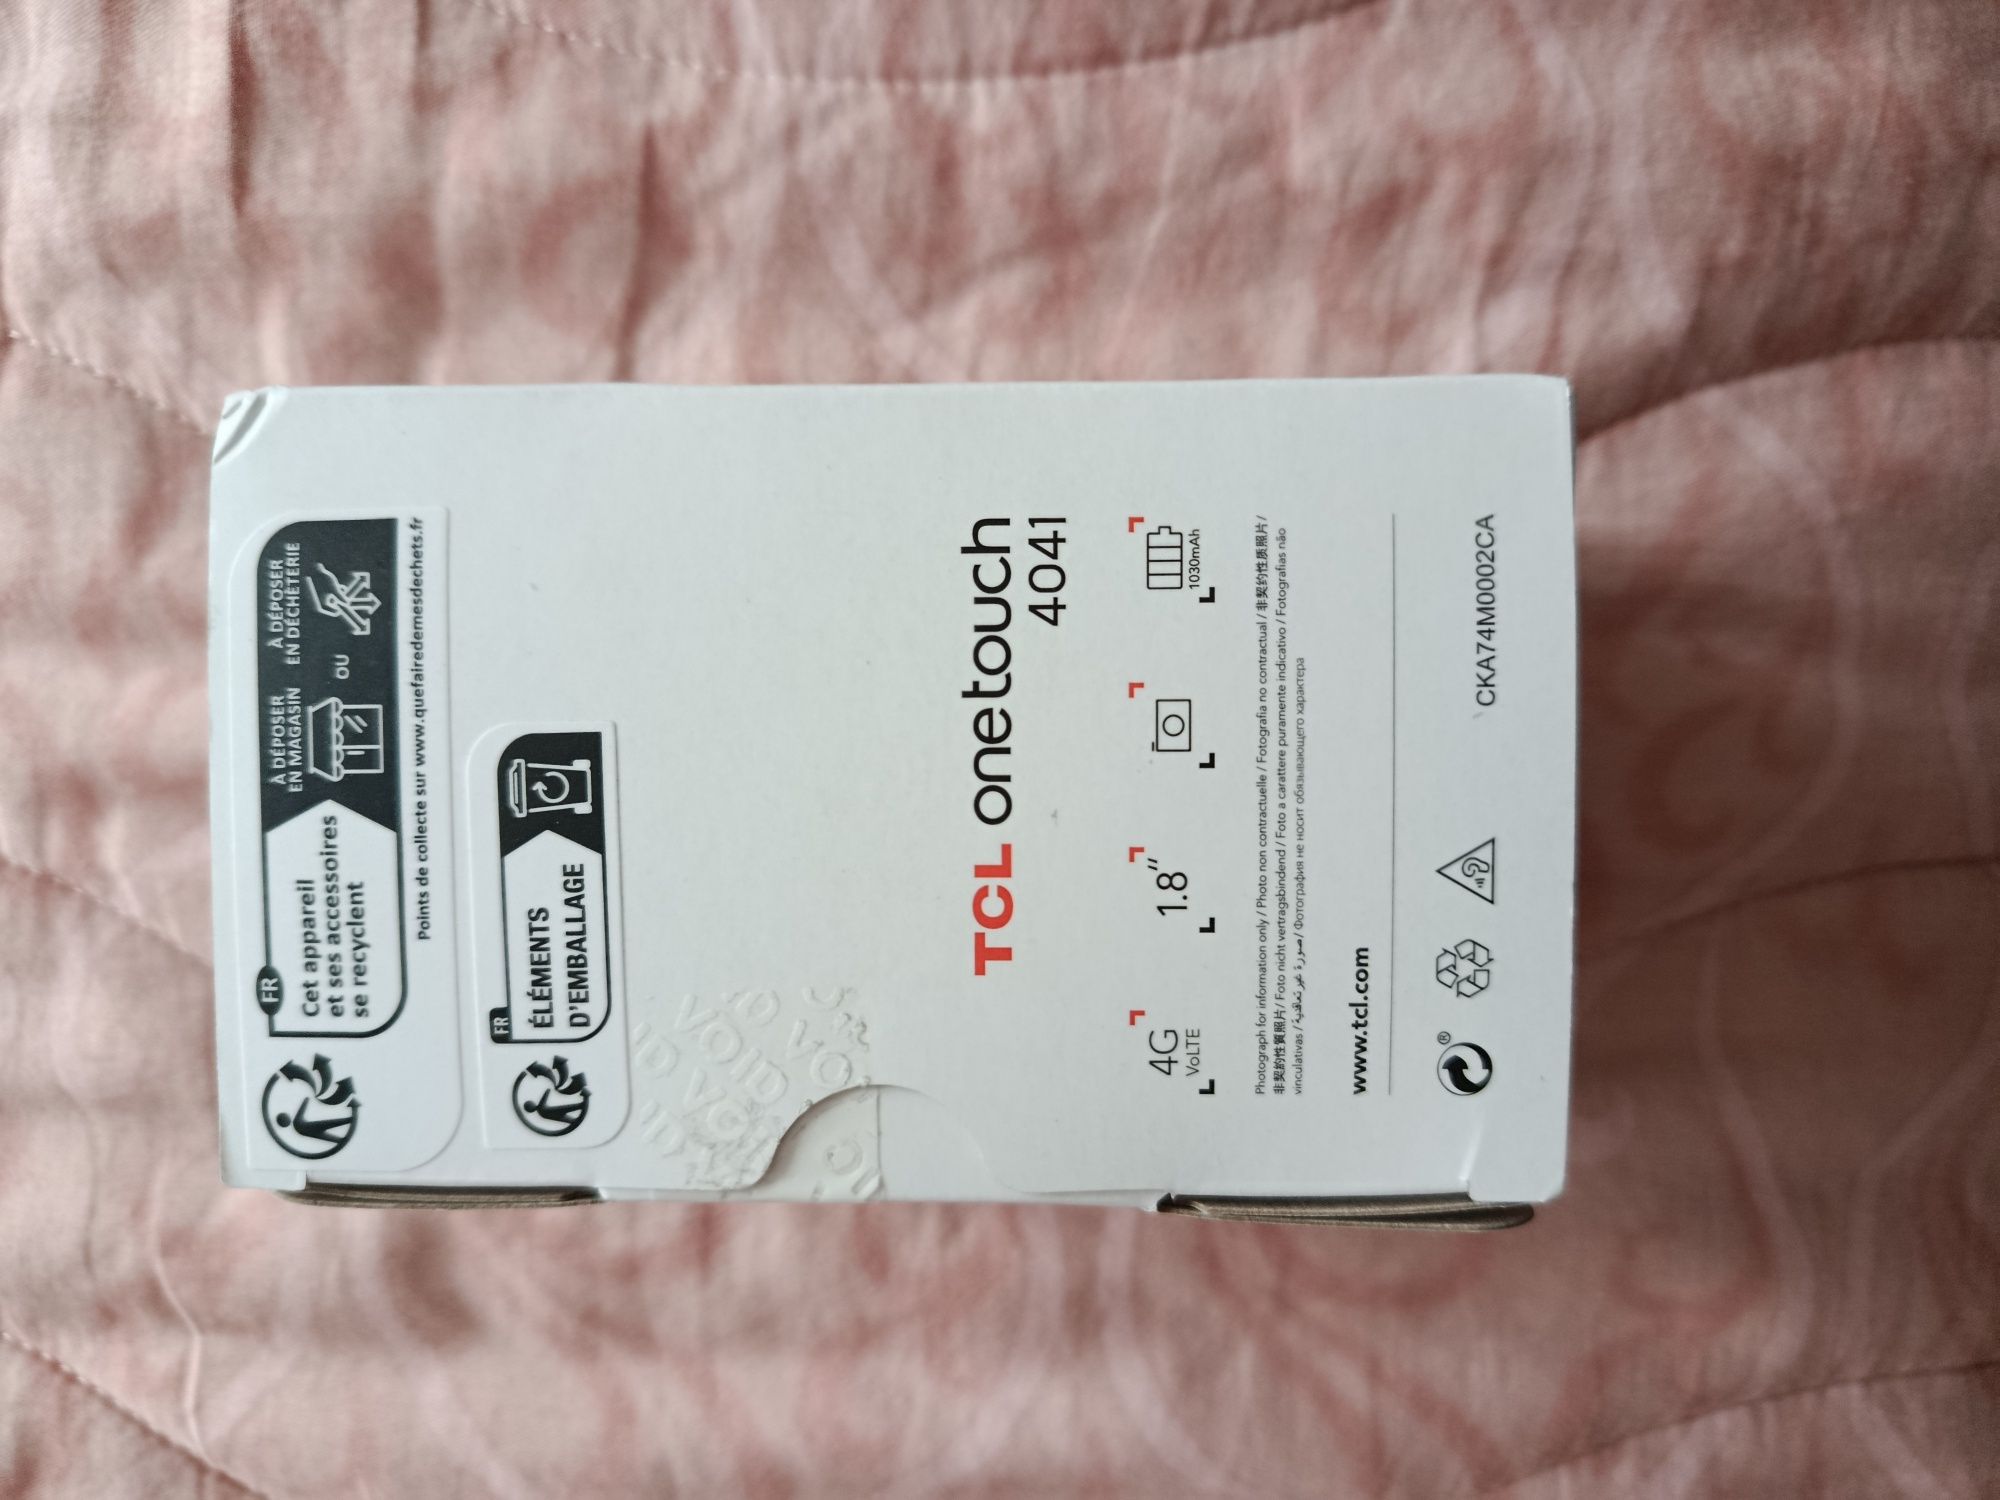 FR
Cet appareil
et ses accessoires
se recyclent
À DÉPOSER
EN MAGASIN
OU
À DÉPOSER
EN DÉCHÈTERIE
Points de collecte sur www.quefairedemesdechets.fr
FR
ÉLÉMENTS
D'EMBALLAGE
VOID
TCL onetouch
4041
4G
VoLTE
1.8”
1030mAh
Photograph for information only / Photo non contractuelle / Fotografía no contractual / 非契约性质照片 /
非契約性質照片 / Foto nicht vertragsbindend / Foto a carattere puramente indicativo / Fotografias não
vinculativas / صورة غير تعاقدية / Фотография не носит обязывающего характера
www.tcl.com
®
CKA74M0002CA